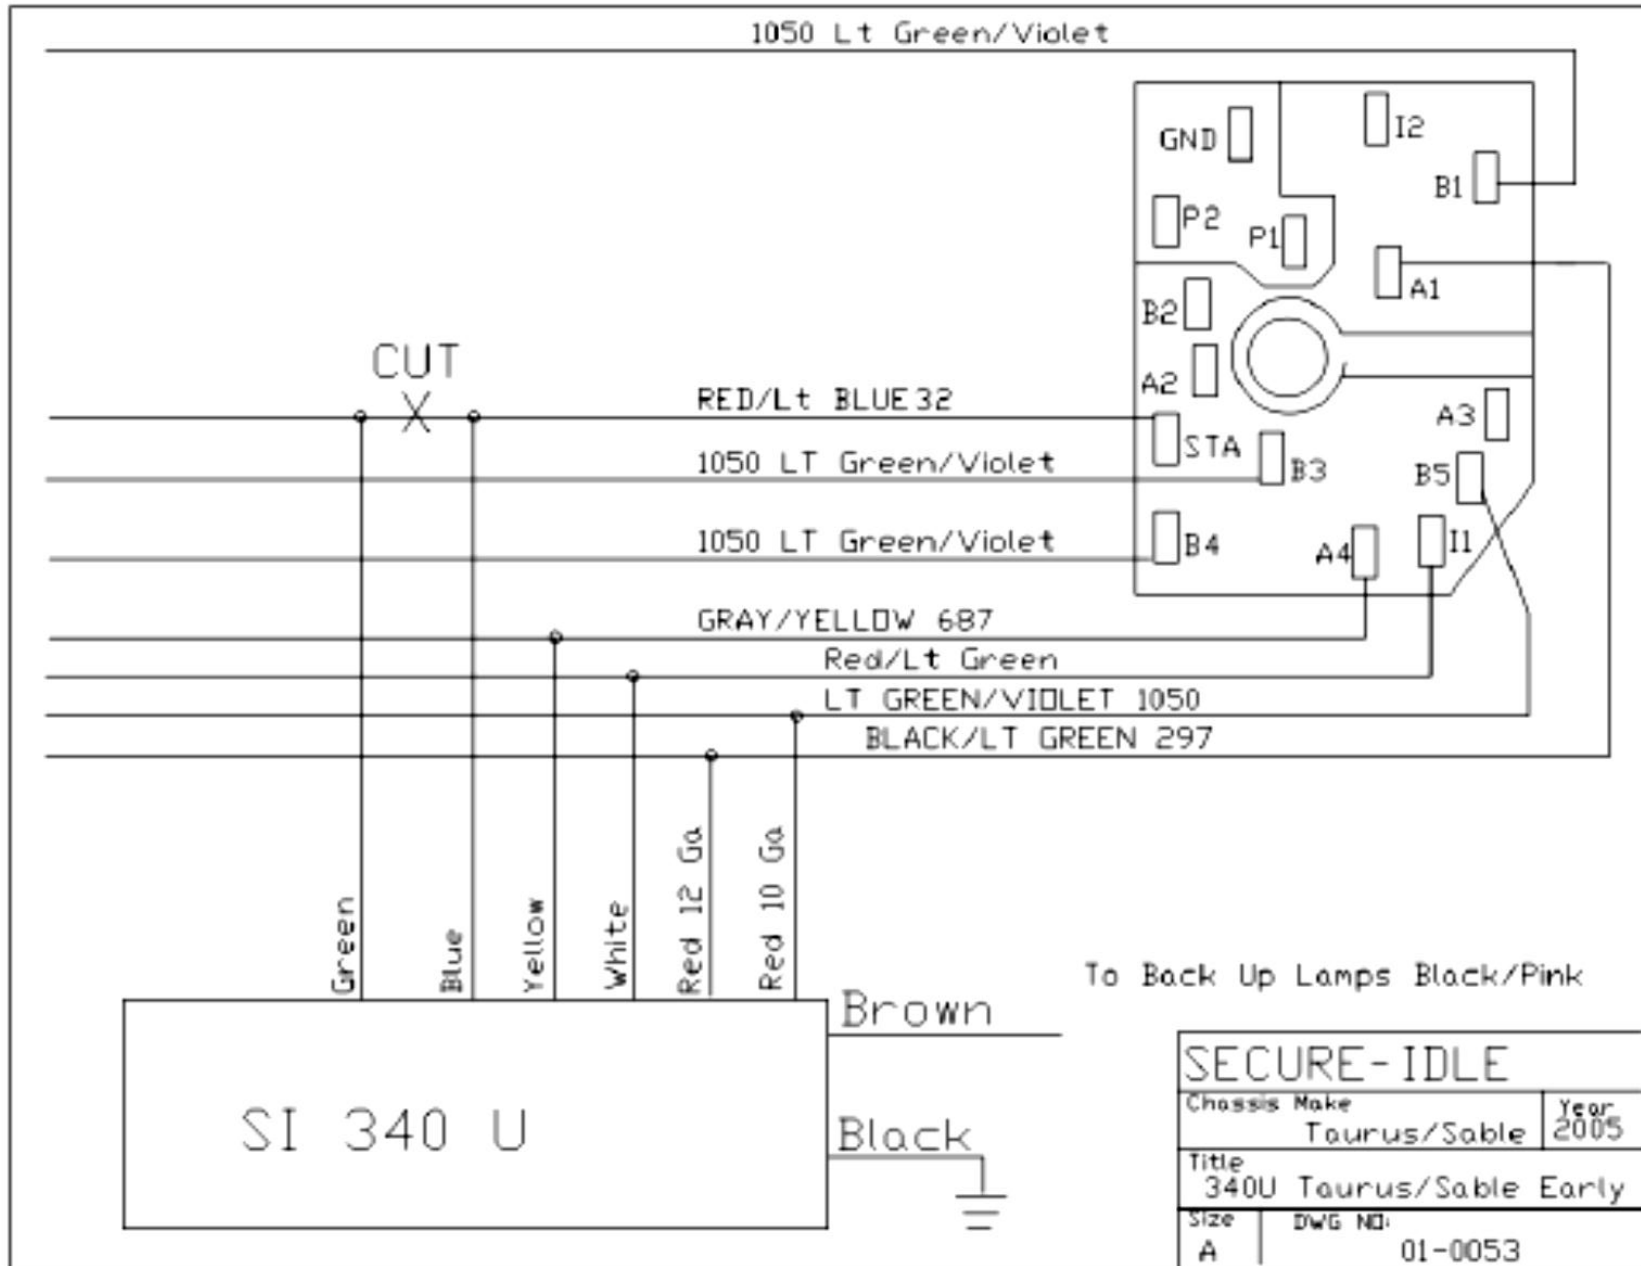 1050 Lt Green/Violet
GND
I2
B1
P2
P1
A1
B2
A2
CUT
X
RED/Lt BLUE 32
STA
A3
1050 LT Green/Violet
B3
B5
1050 LT Green/Violet
B4
A4
I1
GRAY/YELLOW 687
Red/Lt Green
LT GREEN/VIOLET 1050
BLACK/LT GREEN 297
Green
Blue
Yellow
White
Red 12 Ga
Red 10 Ga
To Back Up Lamps Black/Pink
Brown
SI 340 U
Black
SECURE-IDLE
Chassis Make
Taurus/Sable
Year
2005
Title
340U Taurus/Sable Early
Size
A
DWG NO:
01-0053